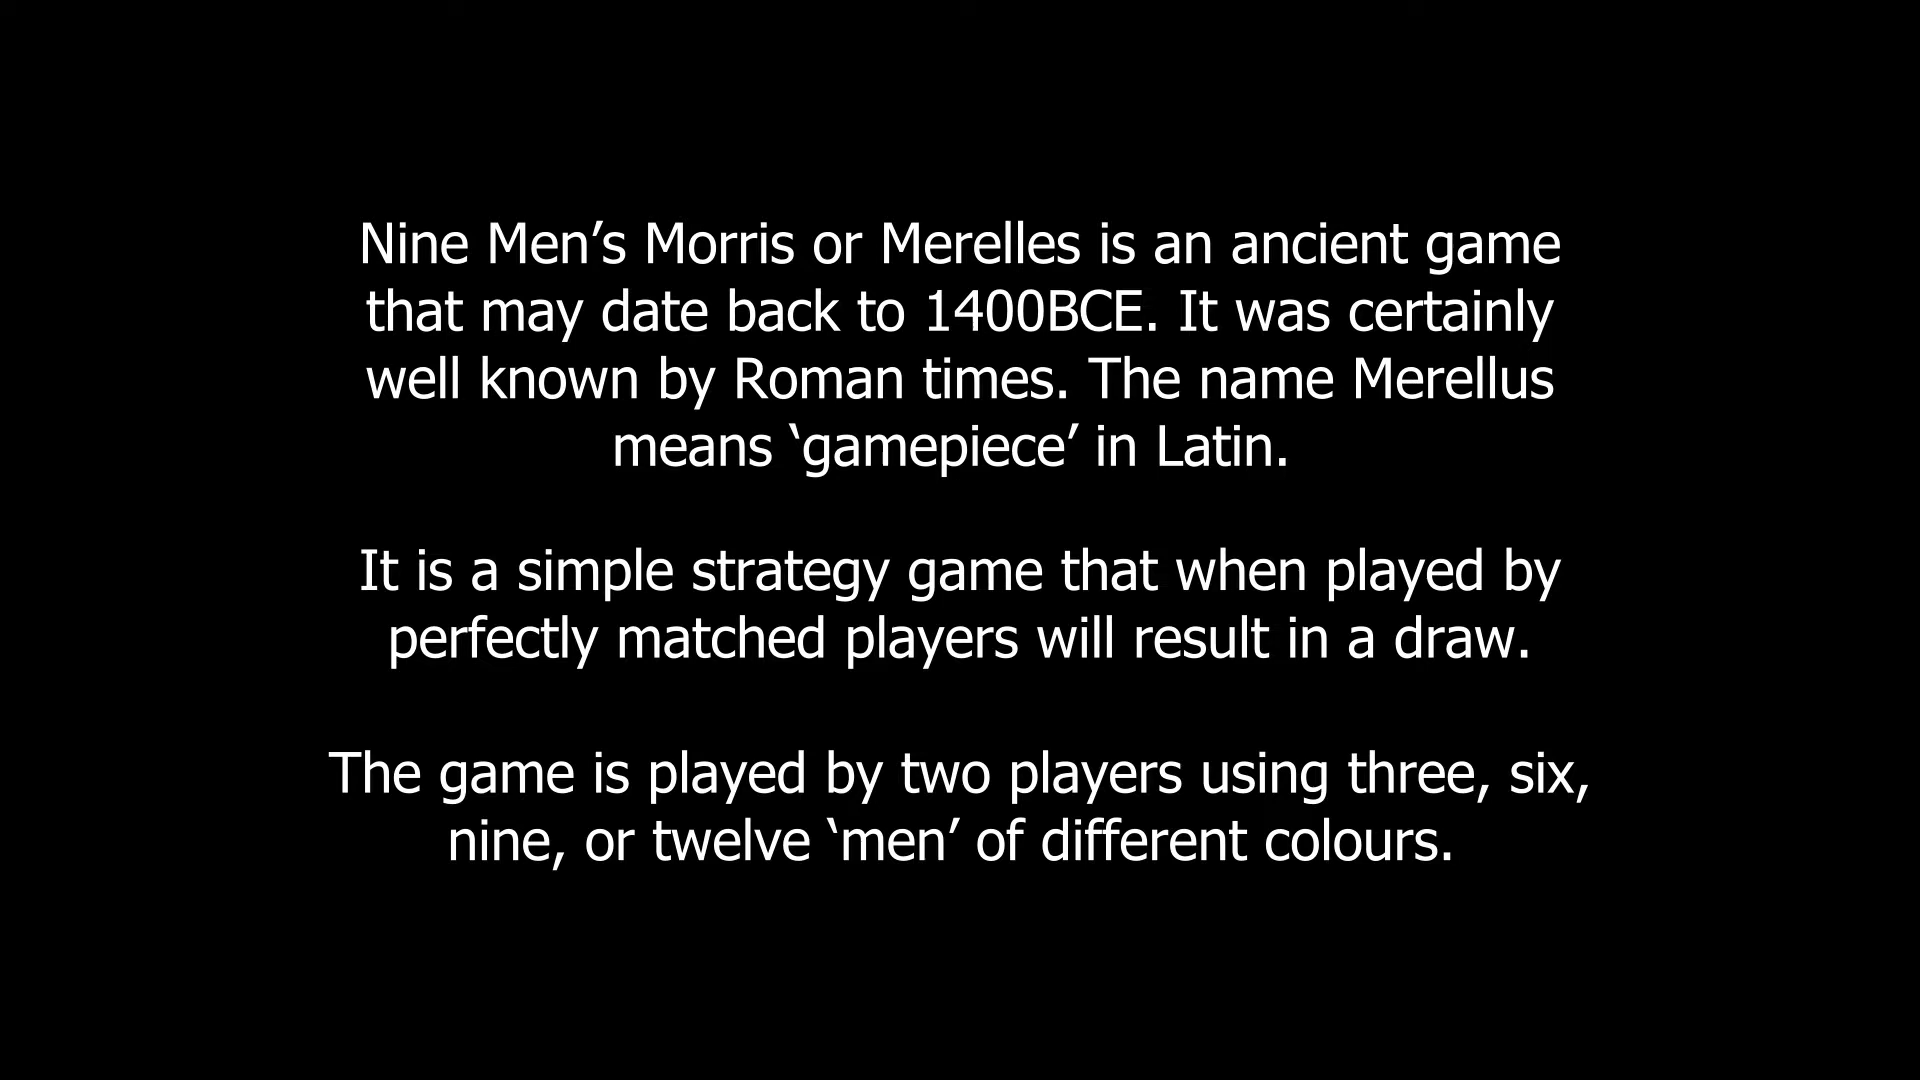 Nine Men’s Morris or Merelles is an ancient game
that may date back to 1400BCE. It was certainly
well known by Roman times. The name Merellus
means ‘gamepiece’ in Latin.
It is a simple strategy game that when played by
perfectly matched players will result in a draw.
The game is played by two players using three, six,
nine, or twelve ‘men’ of different colours.